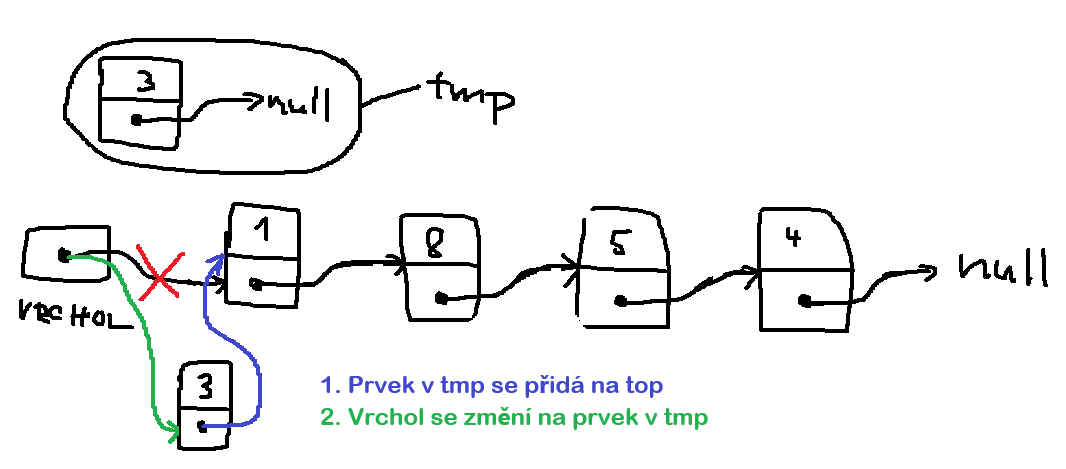 3
null
tmp
1
8
5
4
null
VRCHOL
3
1. Prvek v tmp se přidá na top
2. Vrchol se změní na prvek v tmp